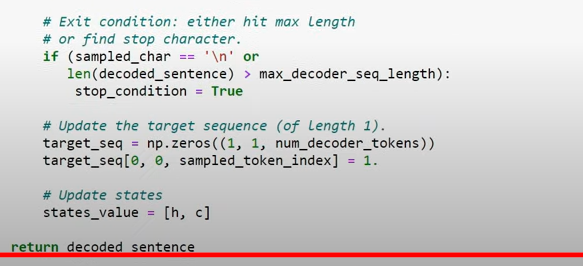 # Exit condition: either hit max length
# or find stop character.
if (sampled_char == '\n' or
len(decoded_sentence) > max_decoder_seq_length):
stop_condition = True
# Update the target sequence (of length 1).
target_seq = np.zeros((1, 1, num_decoder_tokens))
target_seq[0, 0, sampled_token_index] = 1.
# Update states
states_value = [h, c]
return decoded_sentence